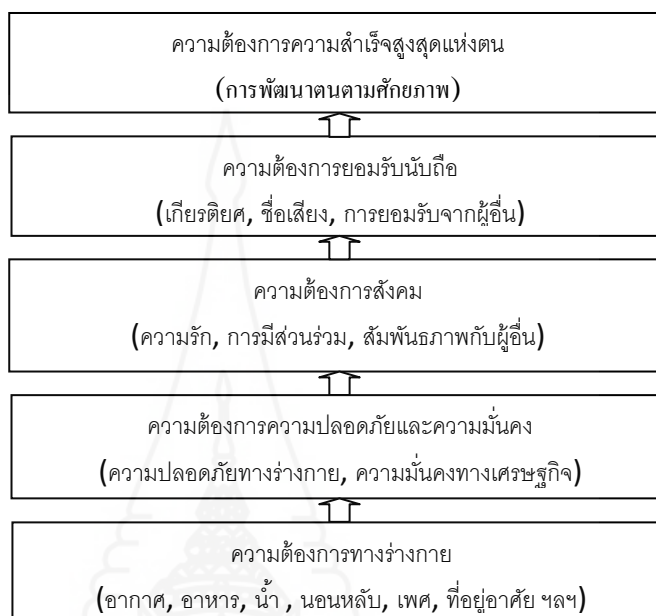 ความต้องการความสำเร็จสูงสุดแห่งตน
(การพัฒนาตนตามศักยภาพ)
ความต้องการยอมรับนับถือ
(เกียรติยศ, ชื่อเสียง, การยอมรับจากผู้อื่น)
ความต้องการสังคม
(ความรัก, การมีส่วนร่วม, สัมพันธภาพกับผู้อื่น)
ความต้องการความปลอดภัยและความมั่นคง
(ความปลอดภัยทางร่างกาย, ความมั่นคงทางเศรษฐกิจ)
ความต้องการทางร่างกาย
(อากาศ, อาหาร, น้ำ , นอนหลับ, เพศ, ที่อยู่อาศัย ฯลฯ)